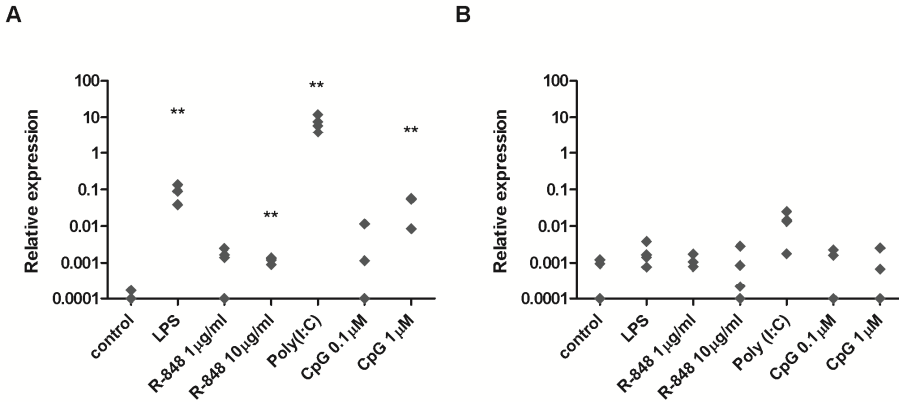 A
Relative expression
100
10
1
0.1
0.01
0.001
0.0001
**
**
**
**
control
LPS
R-848 1µg/ml
R-848 10µg/ml
Poly(I:C)
CpG 0.1µM
CpG 1µM
B
Relative expression
100
10
1
0.1
0.01
0.001
0.0001
control
LPS
R-848 1µg/ml
R-848 10µg/ml
Poly (I:C)
CpG 0.1µM
CpG 1µM